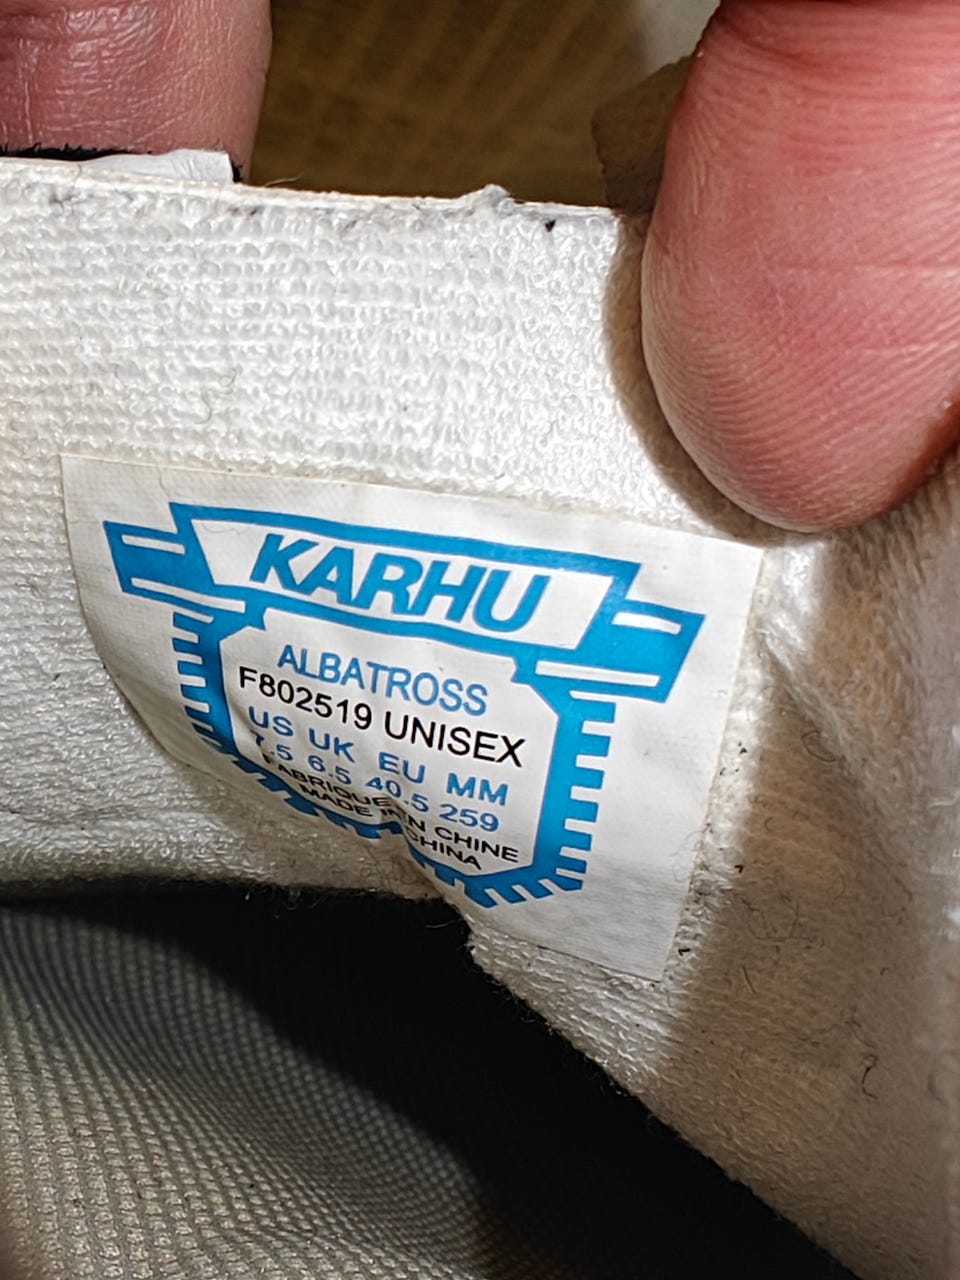 KARHU
ALBATROSS
F802519 UNISEX
US UK EU MM
7.5 6.5 40.5 259
FABRIQUE EN CHINE
MADE IN CHINA